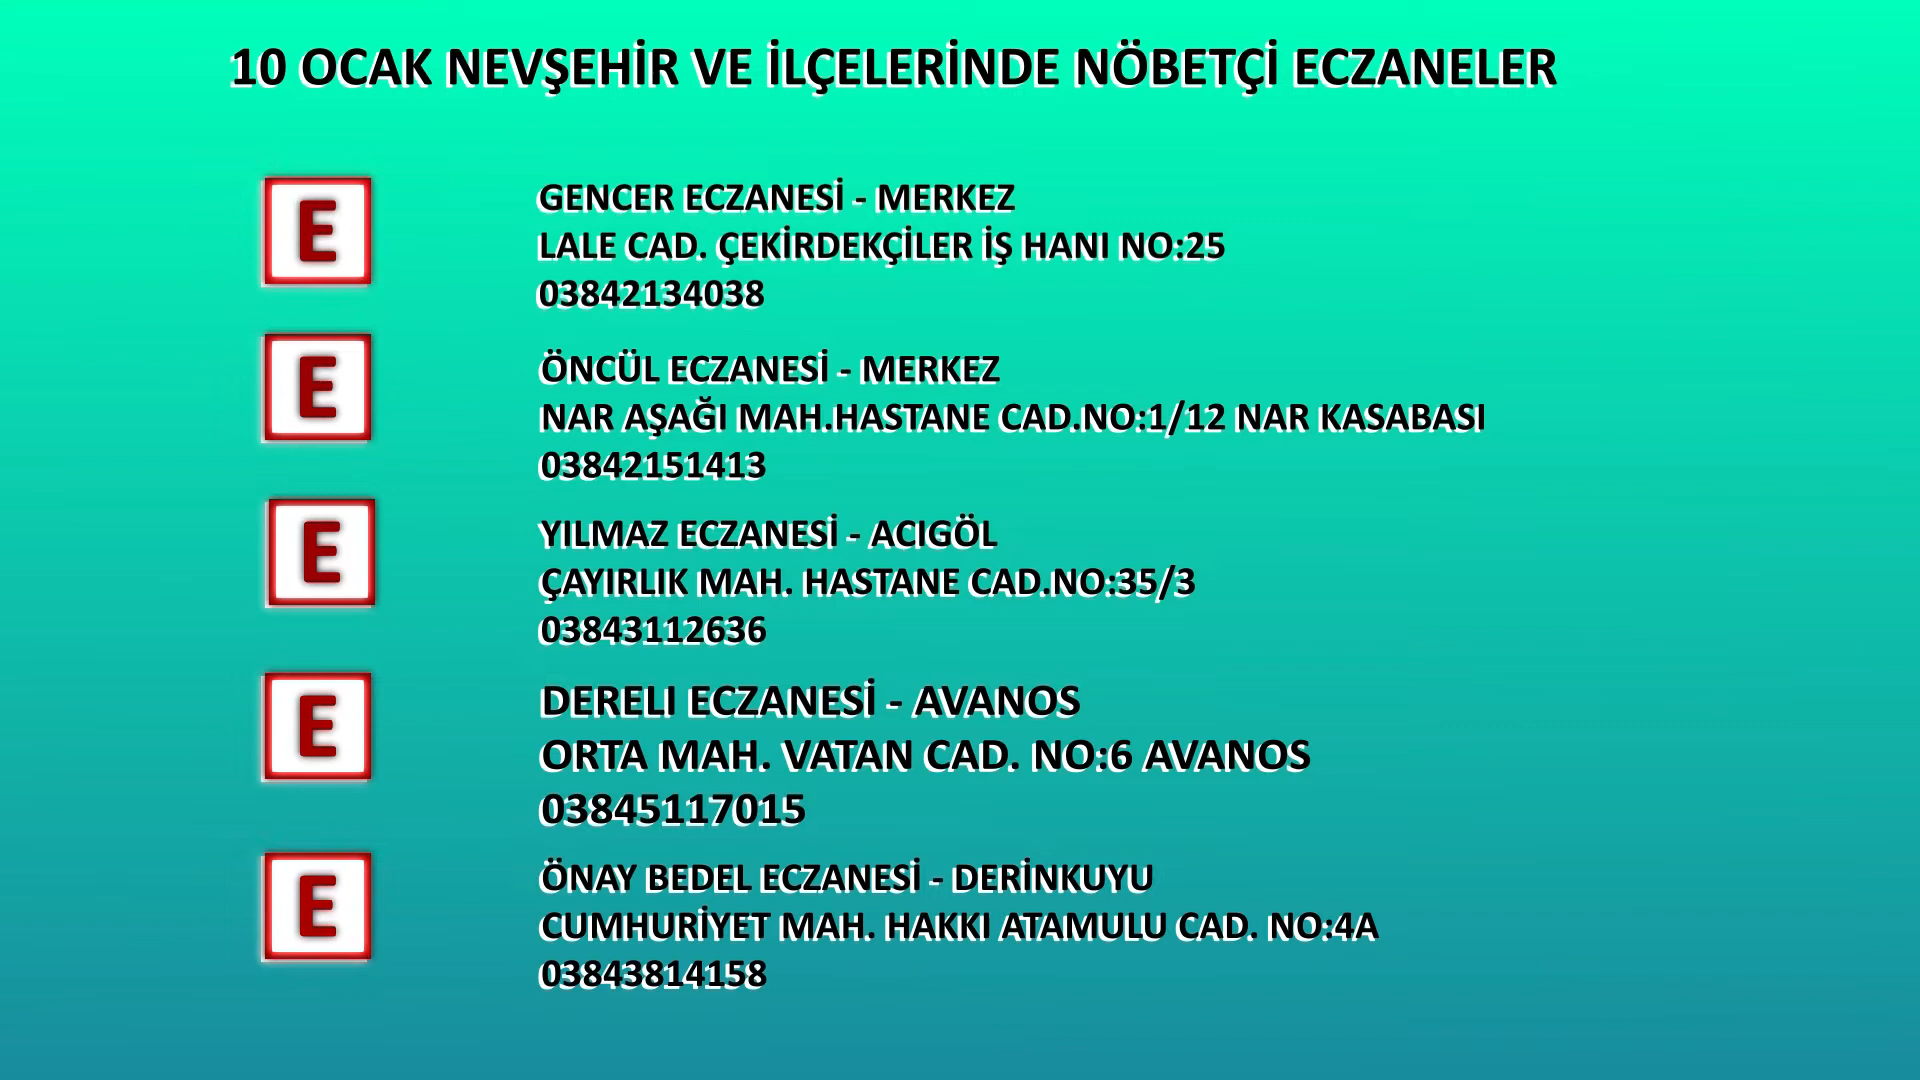 10 OCAK NEVŞEHİR VE İLÇELERİNDE NÖBETÇİ ECZANELER
E
GENCER ECZANESİ - MERKEZ
LALE CAD. ÇEKİRDEKÇİLER İŞ HANI NO:25
03842134038
E
ÖNCÜL ECZANESİ - MERKEZ
NAR AŞAĞI MAH.HASTANE CAD.NO:1/12 NAR KASABASI
03842151413
E
YILMAZ ECZANESİ - ACIGÖL
ÇAYIRLIK MAH. HASTANE CAD.NO:35/3
03843112636
E
DERELI ECZANESİ - AVANOS
ORTA MAH. VATAN CAD. NO:6 AVANOS
03845117015
E
ÖNAY BEDEL ECZANESİ - DERİNKUYU
CUMHURİYET MAH. HAKKI ATAMULU CAD. NO:4A
03843814158